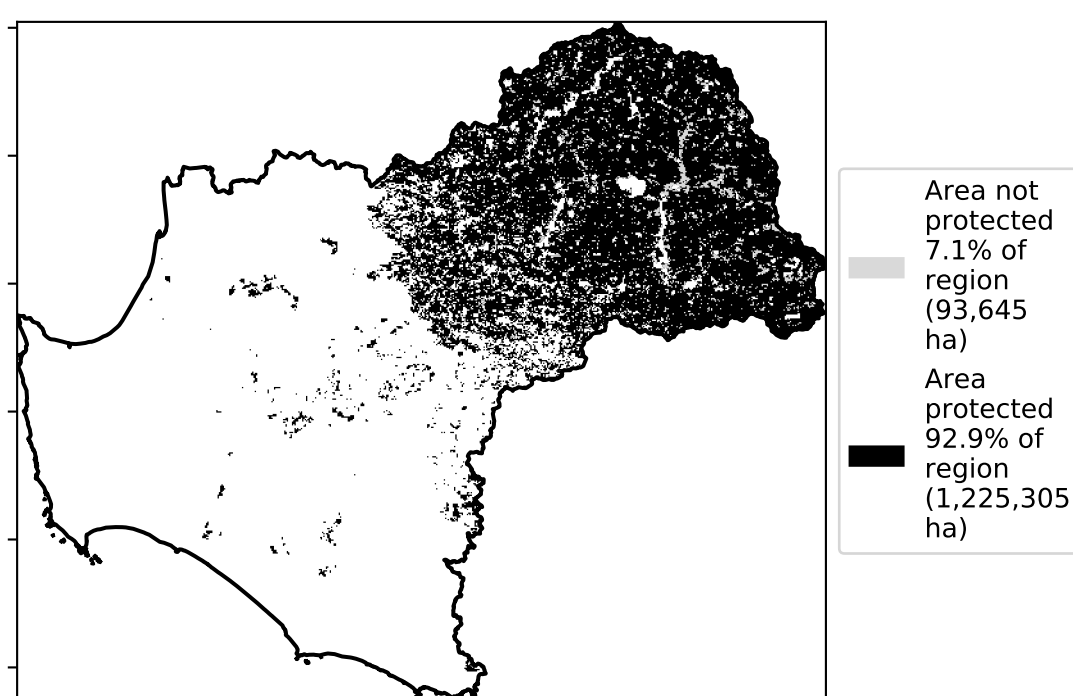 Area not
protected
7.1% of
region
(93,645
ha)
Area
protected
92.9% of
region
(1,225,305
ha)